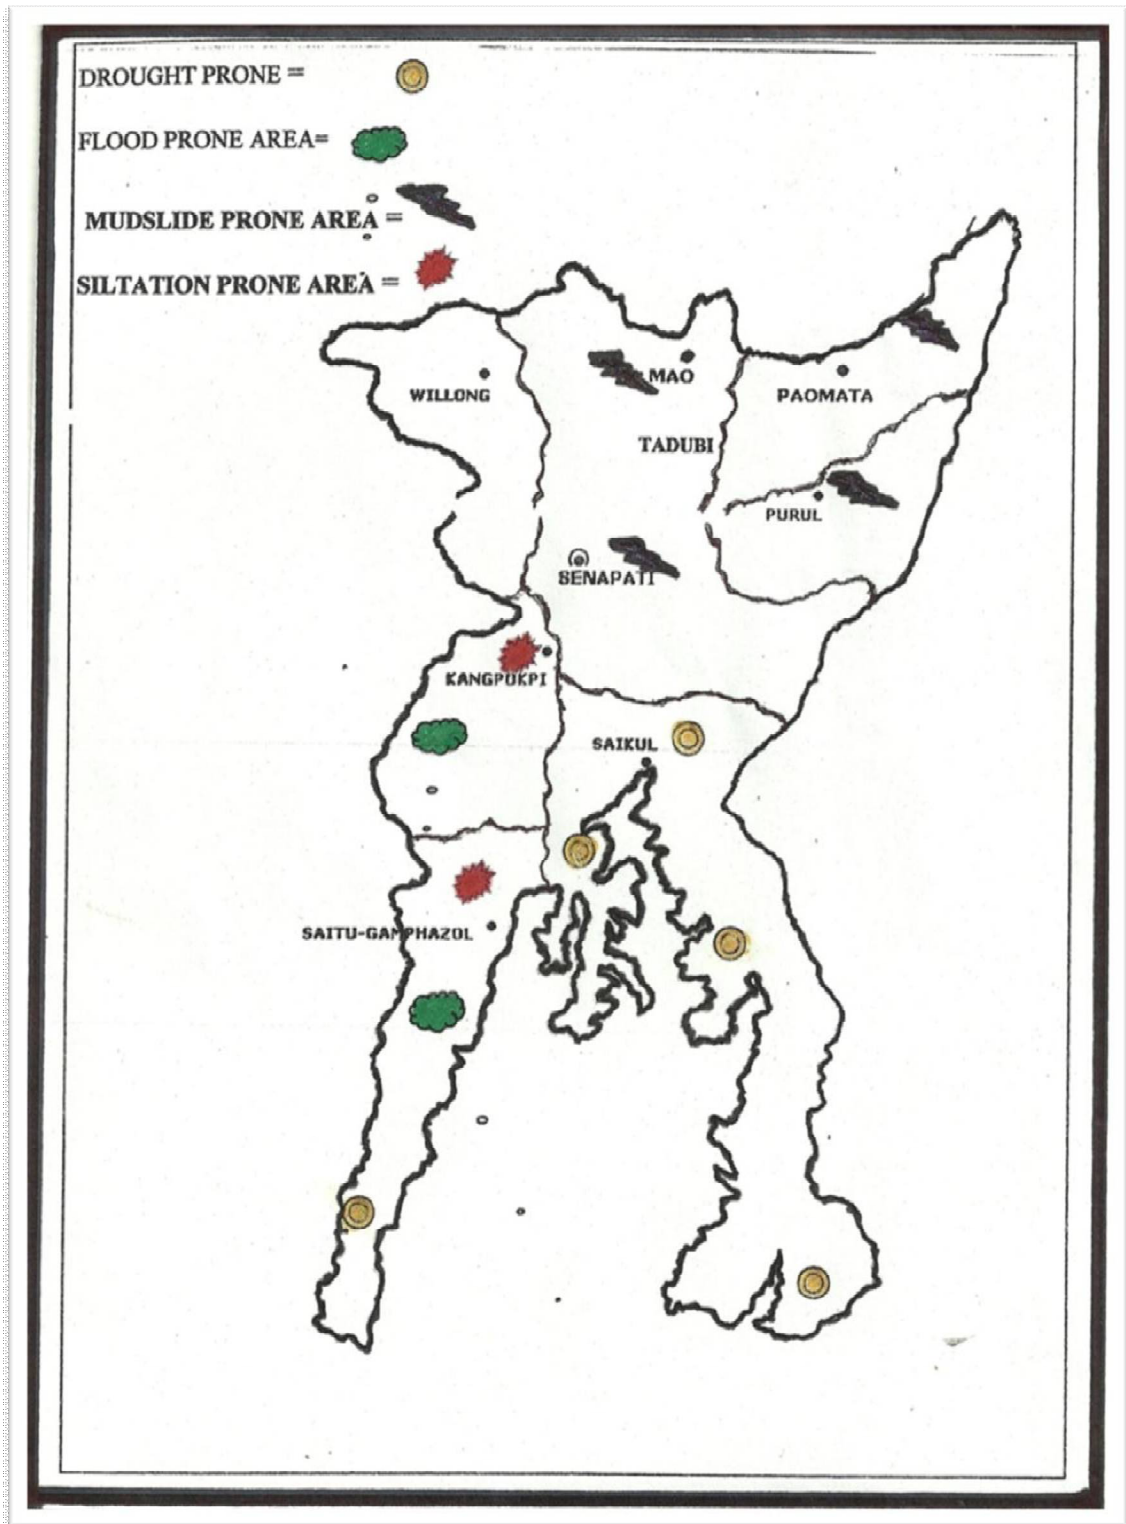 DROUGHT PRONE =
FLOOD PRONE AREA=
MUDSLIDE PRONE AREA =
SILTATION PRONE AREA =
WILLONG
MAO
PAOMATA
TADUBI
PURUL
SENAPATI
KANGPOKPI
SAIKUL
SAITU-GAMPHAZOL